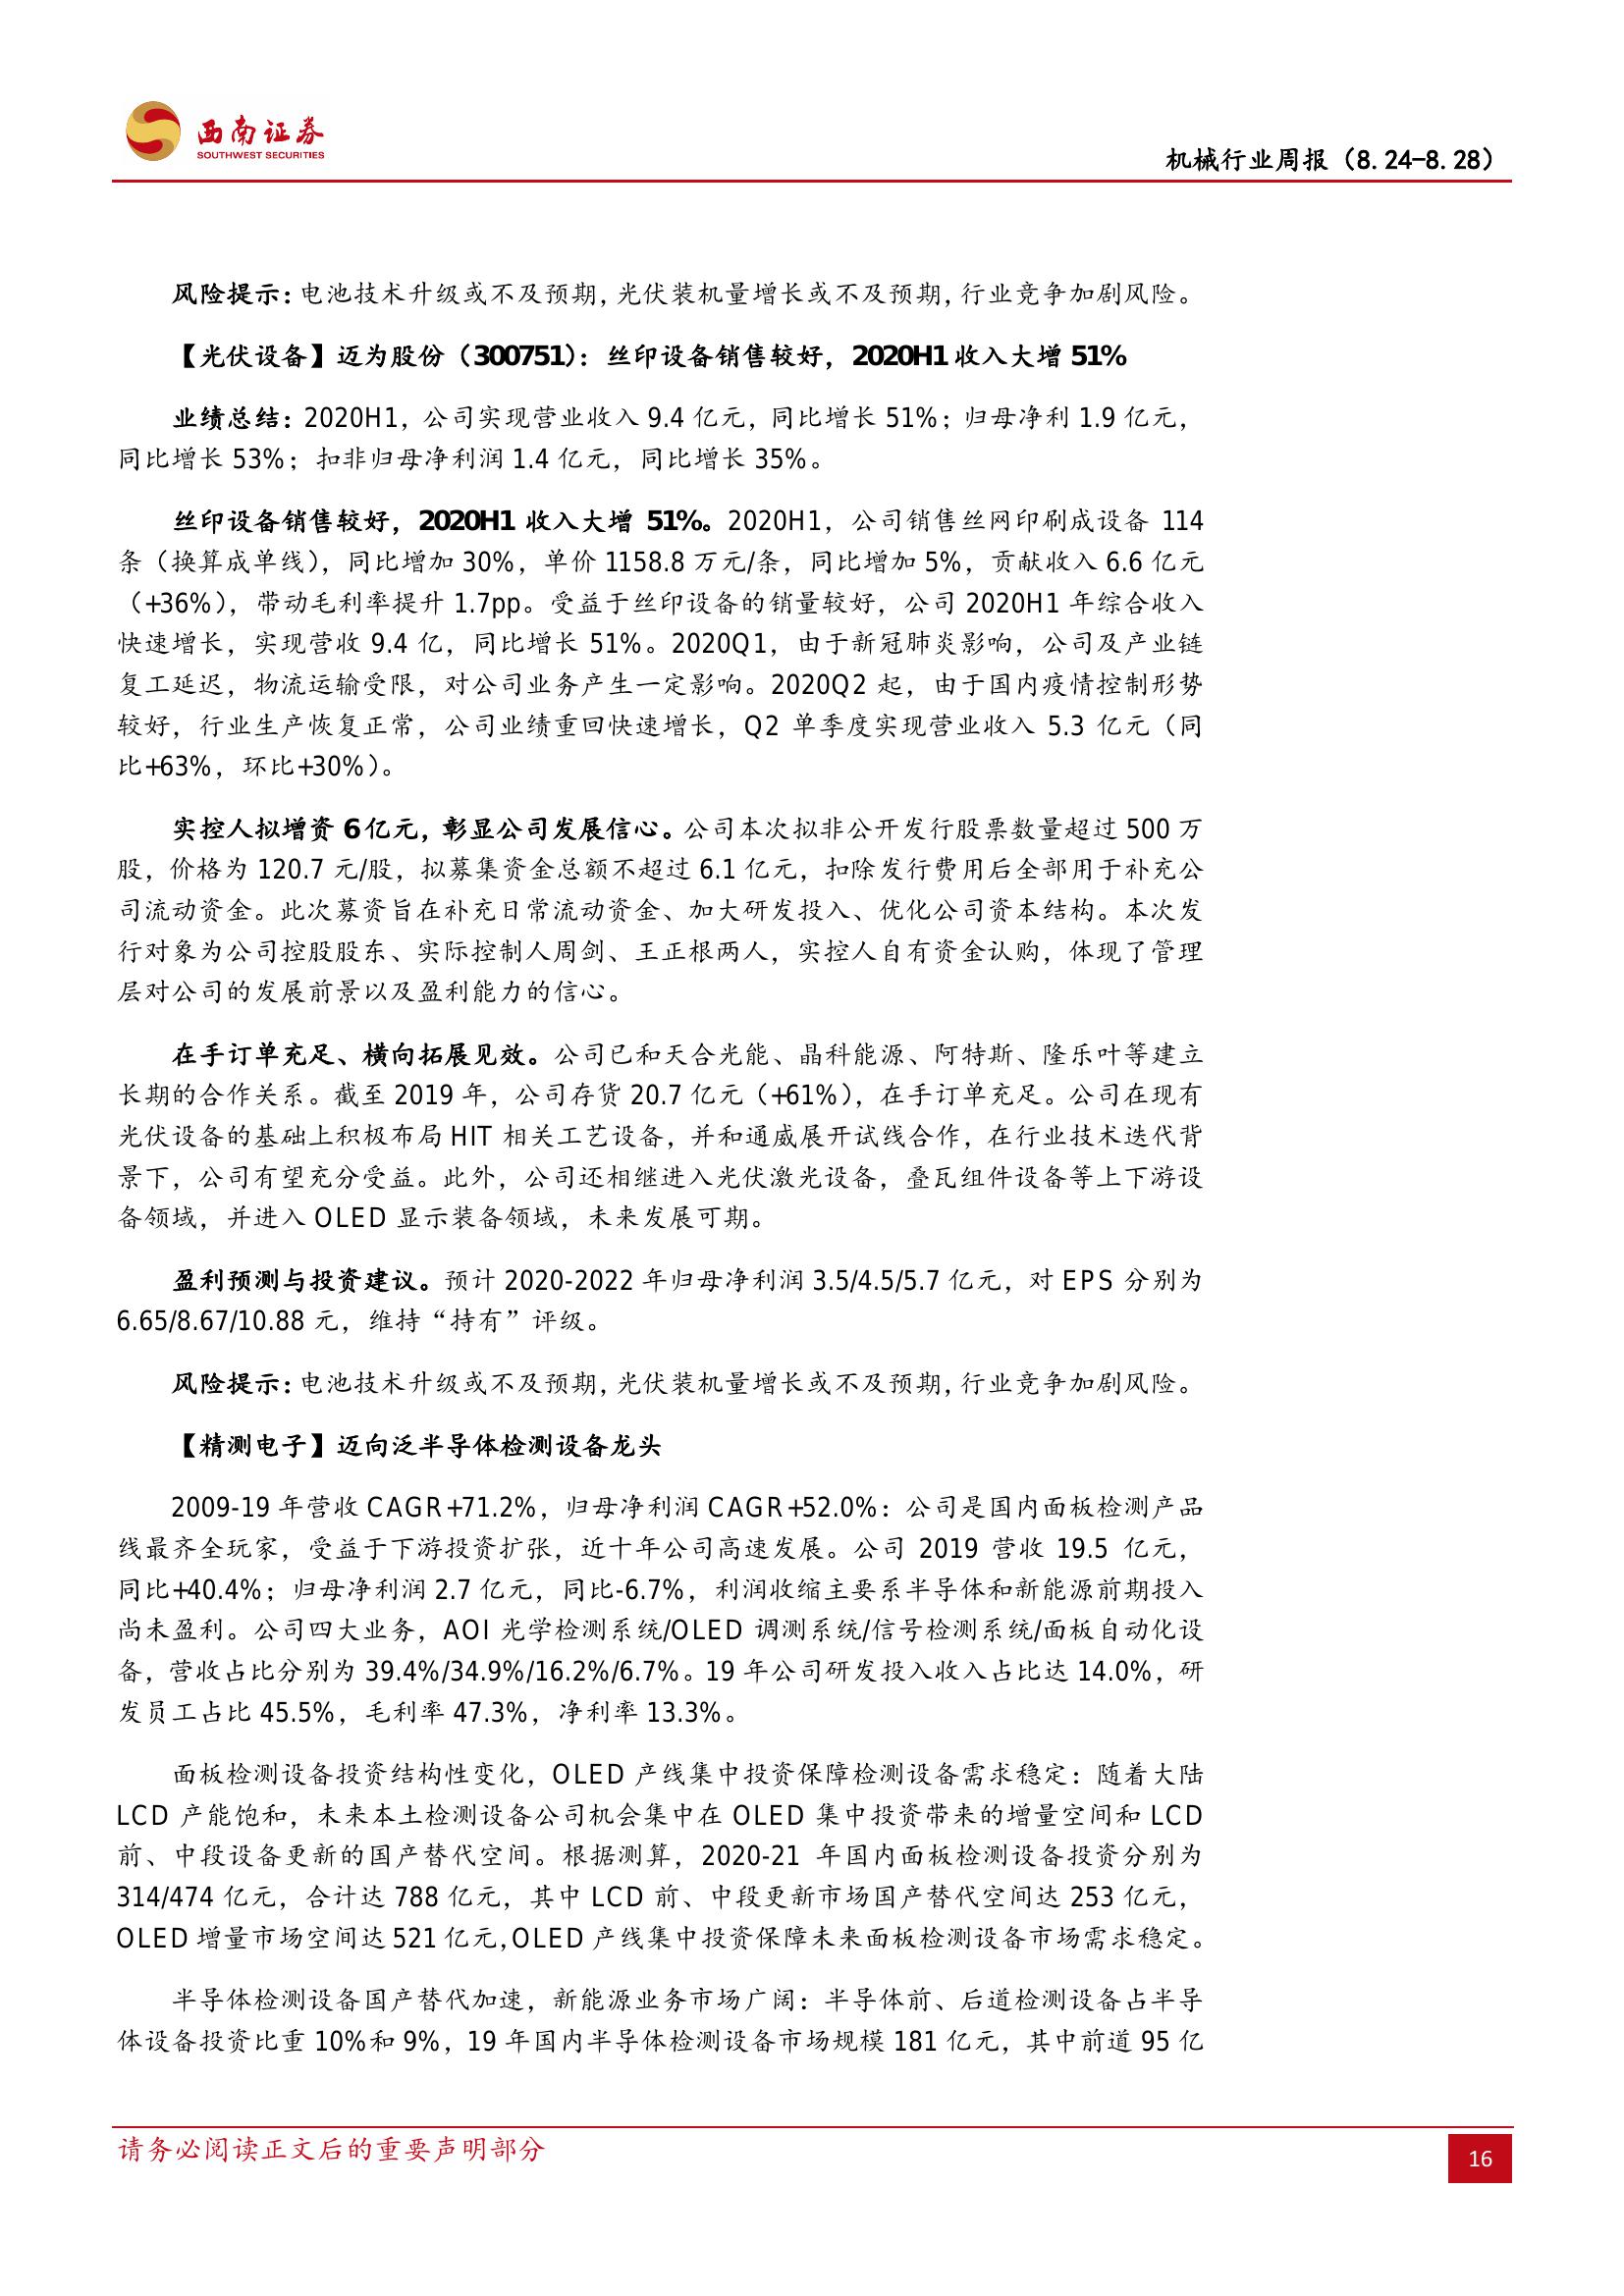 西南证券
SOUTHWEST SECURITIES
机械行业周报（8.24-8.28）
风险提示：电池技术升级或不及预期，光伏装机量增长或不及预期，行业竞争加剧风险。
【光伏设备】迈为股份（300751）：丝印设备销售较好，2020H1 收入大增 51%
业绩总结：2020H1，公司实现营业收入 9.4 亿元，同比增长 51%；归母净利 1.9 亿元，
同比增长 53%；扣非归母净利润 1.4 亿元，同比增长 35%。
丝印设备销售较好，2020H1 收入大增 51%。2020H1，公司销售丝网印刷成设备 114
条（换算成单线），同比增加 30%，单价 1158.8 万元/条，同比增加 5%，贡献收入 6.6 亿元
（+36%），带动毛利率提升 1.7pp。受益于丝印设备的销量较好，公司 2020H1 年综合收入
快速增长，实现营收 9.4 亿，同比增长 51%。2020Q1，由于新冠肺炎影响，公司及产业链
复工延迟，物流运输受限，对公司业务产生一定影响。2020Q2 起，由于国内疫情控制形势
较好，行业生产恢复正常，公司业绩重回快速增长，Q2 单季度实现营业收入 5.3 亿元（同
比+63%，环比+30%）。
实控人拟增资 6 亿元，彰显公司发展信心。公司本次拟非公开发行股票数量超过 500 万
股，价格为 120.7 元/股，拟募集资金总额不超过 6.1 亿元，扣除发行费用后全部用于补充公
司流动资金。此次募资旨在补充日常流动资金、加大研发投入、优化公司资本结构。本次发
行对象为公司控股股东、实际控制人周剑、王正根两人，实控人自有资金认购，体现了管理
层对公司的发展前景以及盈利能力的信心。
在手订单充足、横向拓展见效。公司已和天合光能、晶科能源、阿特斯、隆乐叶等建立
长期的合作关系。截至 2019 年，公司存货 20.7 亿元（+61%），在手订单充足。公司在现有
光伏设备的基础上积极布局 HIT 相关工艺设备，并和通威展开试线合作，在行业技术迭代背
景下，公司有望充分受益。此外，公司还相继进入光伏激光设备，叠瓦组件设备等上下游设
备领域，并进入 OLED 显示装备领域，未来发展可期。
盈利预测与投资建议。预计 2020-2022 年归母净利润 3.5/4.5/5.7 亿元，对 EPS 分别为
6.65/8.67/10.88 元，维持“持有”评级。
风险提示：电池技术升级或不及预期，光伏装机量增长或不及预期，行业竞争加剧风险。
【精测电子】迈向泛半导体检测设备龙头
2009-19 年营收 CAGR+71.2%，归母净利润 CAGR+52.0%：公司是国内面板检测产品
线最齐全玩家，受益于下游投资扩张，近十年公司高速发展。公司 2019 营收 19.5 亿元，
同比+40.4%；归母净利润 2.7 亿元，同比-6.7%，利润收缩主要系半导体和新能源前期投入
尚未盈利。公司四大业务，AOI 光学检测系统/OLED 调测系统/信号检测系统/面板自动化设
备，营收占比分别为 39.4%/34.9%/16.2%/6.7%。19 年公司研发投入收入占比达 14.0%，研
发员工占比 45.5%，毛利率 47.3%，净利率 13.3%。
面板检测设备投资结构性变化，OLED 产线集中投资保障检测设备需求稳定：随着大陆
LCD 产能饱和，未来本土检测设备公司机会集中在 OLED 集中投资带来的增量空间和 LCD
前、中段设备更新的国产替代空间。根据测算，2020-21 年国内面板检测设备投资分别为
314/474 亿元，合计达 788 亿元，其中 LCD 前、中段更新市场国产替代空间达 253 亿元，
OLED 增量市场空间达 521 亿元，OLED 产线集中投资保障未来面板检测设备市场需求稳定。
半导体检测设备国产替代加速，新能源业务市场广阔：半导体前、后道检测设备占半导
体设备投资比重 10%和 9%，19 年国内半导体检测设备市场规模 181 亿元，其中前道 95 亿
请务必阅读正文后的重要声明部分
16